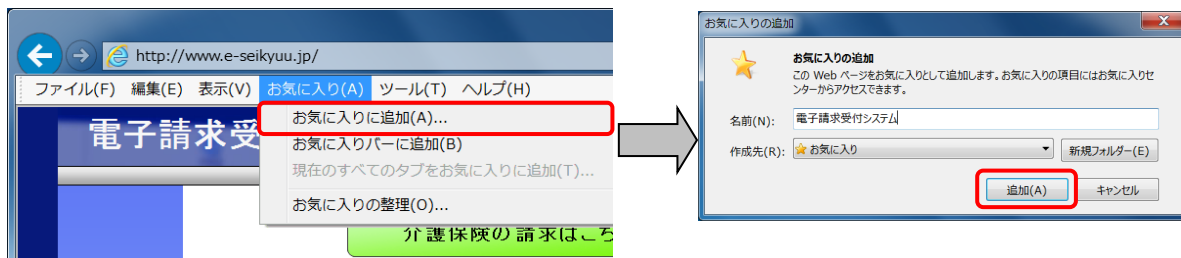 http://www.e-seikyuu.jp/
ファイル(F) 編集(E) 表示(V) お気に入り(A) ツール(T) ヘルプ(H)
お気に入りに追加(A)...
お気に入りバーに追加(B)
現在のすべてのタブをお気に入りに追加(T)...
お気に入りの整理(O)...
電子請求受
介護保険の請求はこち
お気に入りの追加
お気に入りの追加
この Web ページをお気に入りとして追加します。お気に入りの項目にはお気に入りセ
ンターからアクセスできます。
名前(N): 電子請求受付システム
作成先(R): お気に入り 新規フォルダー(E)
追加(A) キャンセル